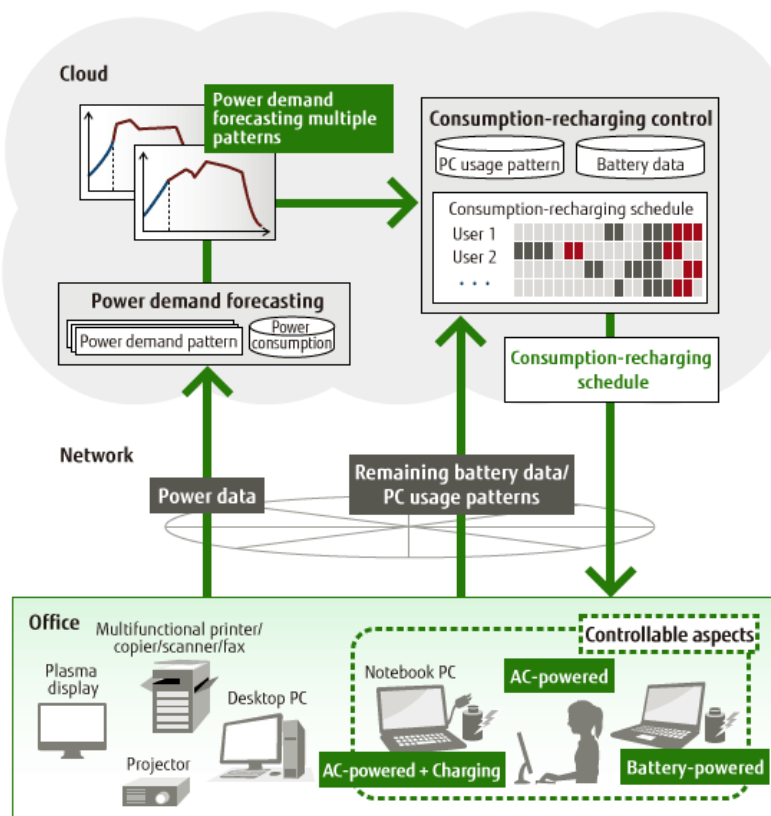 Cloud
Power demand
forecasting multiple
patterns
Consumption-recharging control
PC usage pattern
Battery data
Consumption-recharging schedule
User 1
User 2
. . .
Power demand forecasting
Power demand pattern
Power
consumption
Consumption-recharging
schedule
Network
Power data
Remaining battery data/
PC usage patterns
Office
Controllable aspects
Multifunctional printer/
copier/scanner/fax
Plasma
display
Desktop PC
Projector
Notebook PC
AC-powered
AC-powered + Charging
Battery-powered